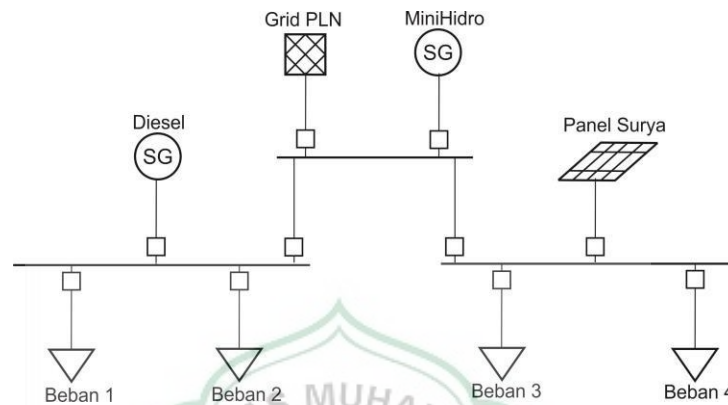 Grid PLN
MiniHidro
SG
Diesel
SG
Panel Surya
Beban 1
Beban 2
Beban 3
Beban 4